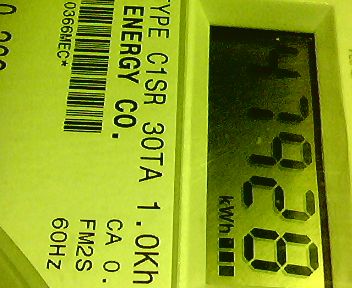 47928
kWh
TYPE C1SR 30TA 1.0Kh
ENERGY CO.
CA 0.
FM2S
60Hz
0366MEC*